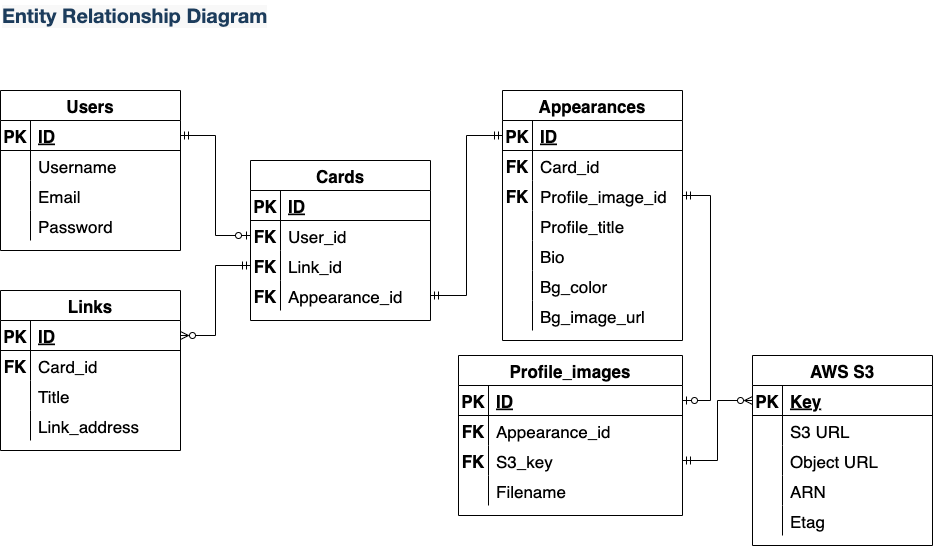 Entity Relationship Diagram
Users
PK ID
Username
Email
Password
Links
PK ID
FK Card_id
Title
Link_address
Cards
PK ID
FK User_id
FK Link_id
FK Appearance_id
Appearances
PK ID
FK Card_id
FK Profile_image_id
Profile_title
Bio
Bg_color
Bg_image_url
Profile_images
PK ID
FK Appearance_id
FK S3_key
Filename
AWS S3
PK Key
S3 URL
Object URL
ARN
Etag